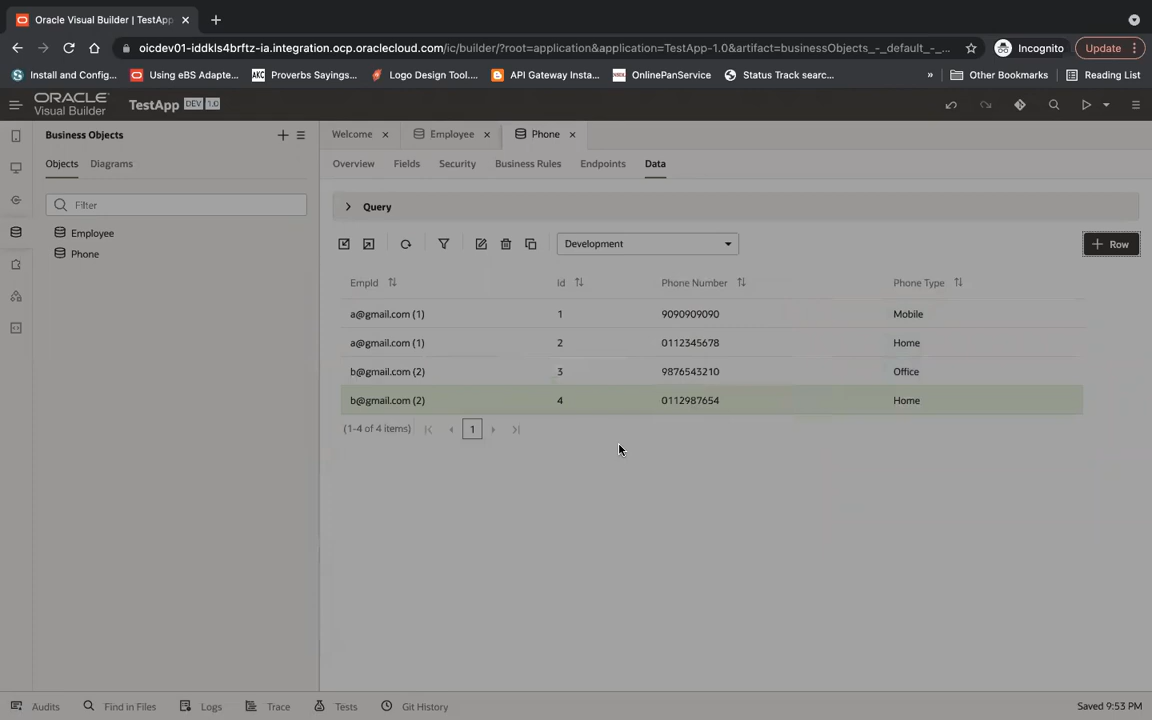 Oracle Visual Builder | TestApp
oicdev01-iddkls4brftz-ia.integration.ocp.oraclecloud.com/ic/builder/?root=application&application=TestApp-1.0&artifact=businessObjects_-_default_-_...
Incognito
Update
Install and Config...
Using eBS Adapte...
AKC Proverbs Sayings...
Logo Design Tool....
API Gateway Insta...
OnlinePanService
Status Track searc...
»
Other Bookmarks
Reading List
ORACLE
Visual Builder
TestApp DEV 1.0
Business Objects
Welcome
Employee
Phone
Objects
Diagrams
Overview
Fields
Security
Business Rules
Endpoints
Data
Filter
Query
Employee
Phone
Development
Row
EmpId Id Phone Number Phone Type
a@gmail.com (1) 1 9090909090 Mobile
a@gmail.com (1) 2 0112345678 Home
b@gmail.com (2) 3 9876543210 Office
b@gmail.com (2) 4 0112987654 Home
(1-4 of 4 items) 1
Audits
Find in Files
Logs
Trace
Tests
Git History
Saved 9:53 PM